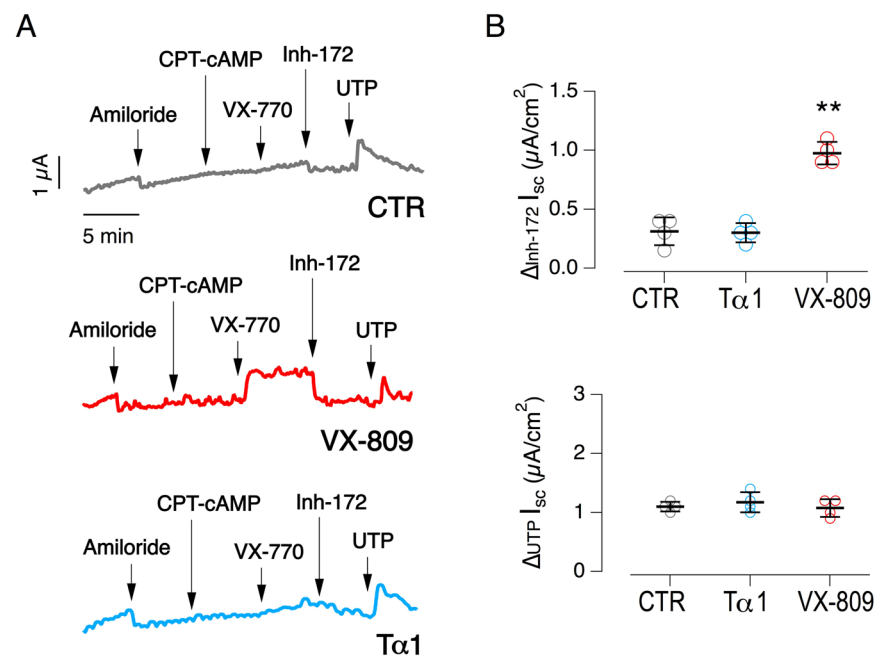 A
CPT-cAMP
Inh-172
Amiloride
VX-770
UTP
1 µA
5 min
CTR
Inh-172
CPT-cAMP
Amiloride
VX-770
UTP
VX-809
CPT-cAMP
Inh-172
Amiloride
VX-770
UTP
Tα1
B
ΔInh-172 Isc (µA/cm2)
1.5
1.0
0.5
0.0
**
CTR
Tα1
VX-809
ΔUTP Isc (µA/cm2)
3
2
1
0
CTR
Tα1
VX-809